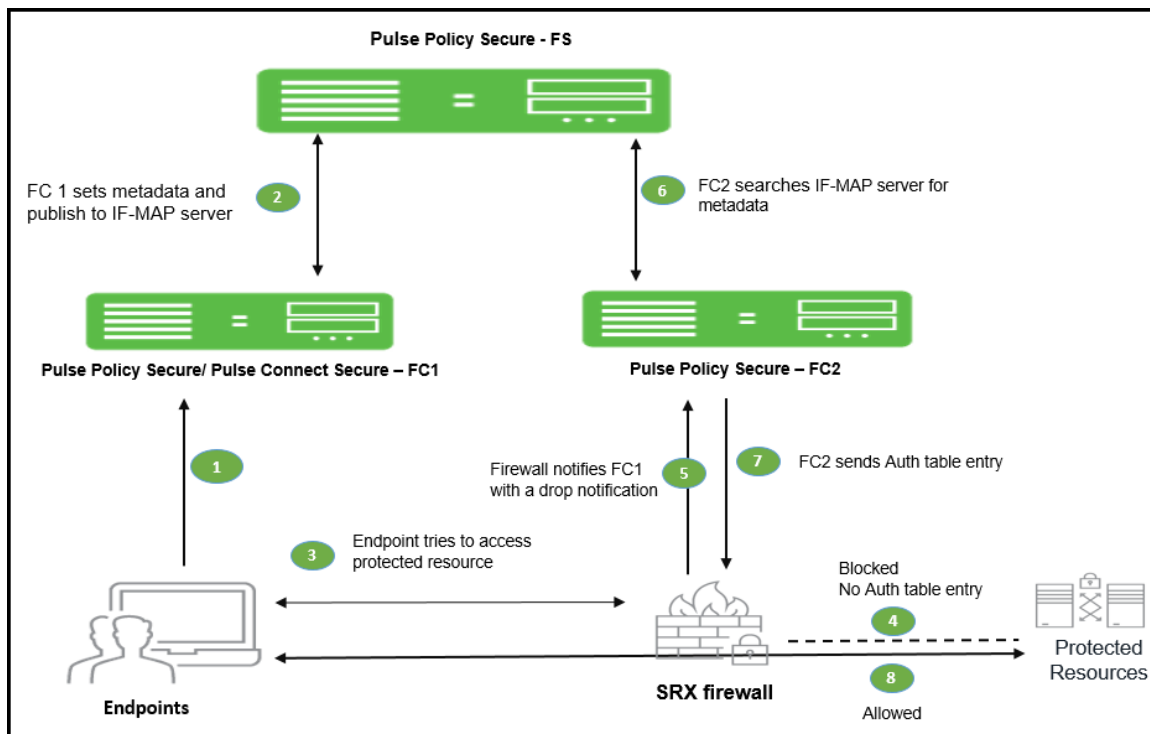 Pulse Policy Secure - FS
FC 1 sets metadata and
publish to IF-MAP server
2
6
FC2 searches IF-MAP server for
metadata
Pulse Policy Secure/ Pulse Connect Secure – FC1
Pulse Policy Secure – FC2
1
Firewall notifies FC1
with a drop notification
5
7
FC2 sends Auth table entry
3
Endpoint tries to access
protected resource
Blocked
No Auth table entry
4
Protected
Resources
8
Allowed
SRX firewall
Endpoints